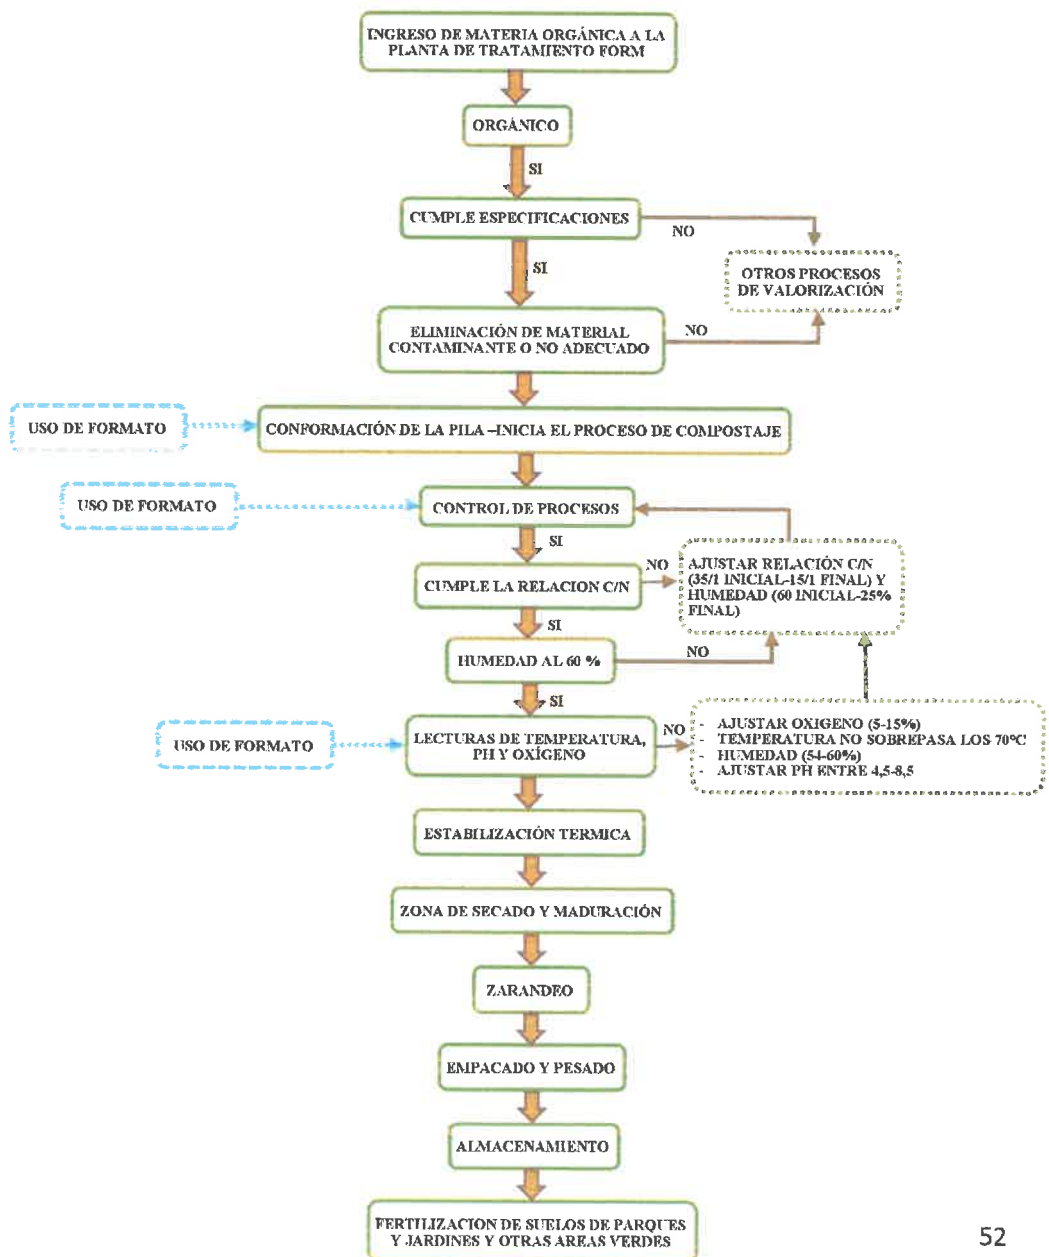 INGRESO DE MATERIA ORGÁNICA A LA
PLANTA DE TRATAMIENTO FORM
ORGÁNICO
SI
CUMPLE ESPECIFICACIONES
NO
SI
OTROS PROCESOS
DE VALORIZACIÓN
ELIMINACIÓN DE MATERIAL
CONTAMINANTE O NO ADECUADO
NO
USO DE FORMATO
CONFORMACIÓN DE LA PILA –INICIA EL PROCESO DE COMPOSTAJE
USO DE FORMATO
CONTROL DE PROCESOS
SI
CUMPLE LA RELACION C/N
NO
AJUSTAR RELACIÓN C/N
(35/1 INICIAL-15/1 FINAL) Y
HUMEDAD (60 INICIAL-25%
FINAL)
SI
HUMEDAD AL 60 %
NO
SI
USO DE FORMATO
LECTURAS DE TEMPERATURA,
PH Y OXÍGENO
NO
- AJUSTAR OXIGENO (5-15%)
- TEMPERATURA NO SOBREPASA LOS 70°C
- HUMEDAD (54-60%)
- AJUSTAR PH ENTRE 4,5-8,5
ESTABILIZACIÓN TERMICA
ZONA DE SECADO Y MADURACIÓN
ZARANDEO
EMPACADO Y PESADO
ALMACENAMIENTO
FERTILIZACION DE SUELOS DE PARQUES
Y JARDINES Y OTRAS AREAS VERDES
52